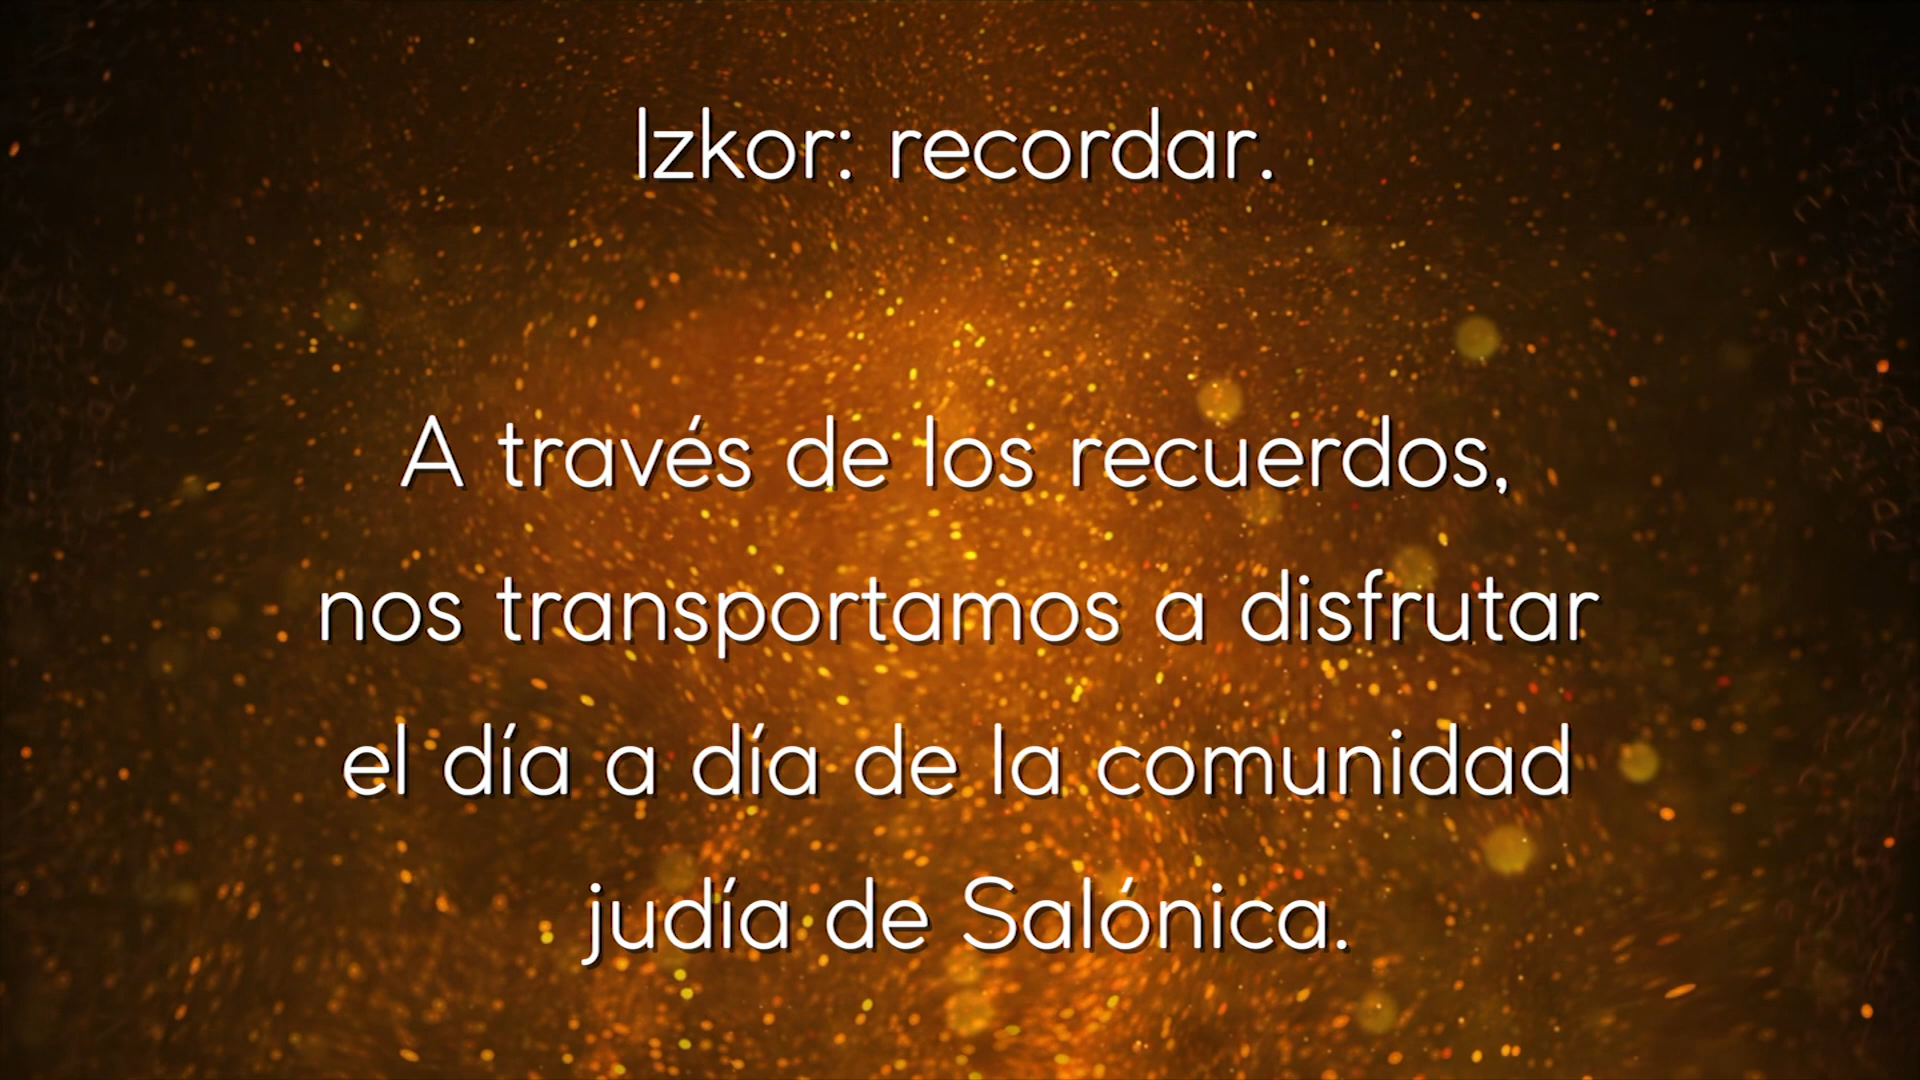 Izkor: recordar.
A través de los recuerdos,
nos transportamos a disfrutar
el día a día de la comunidad
judía de Salónica.